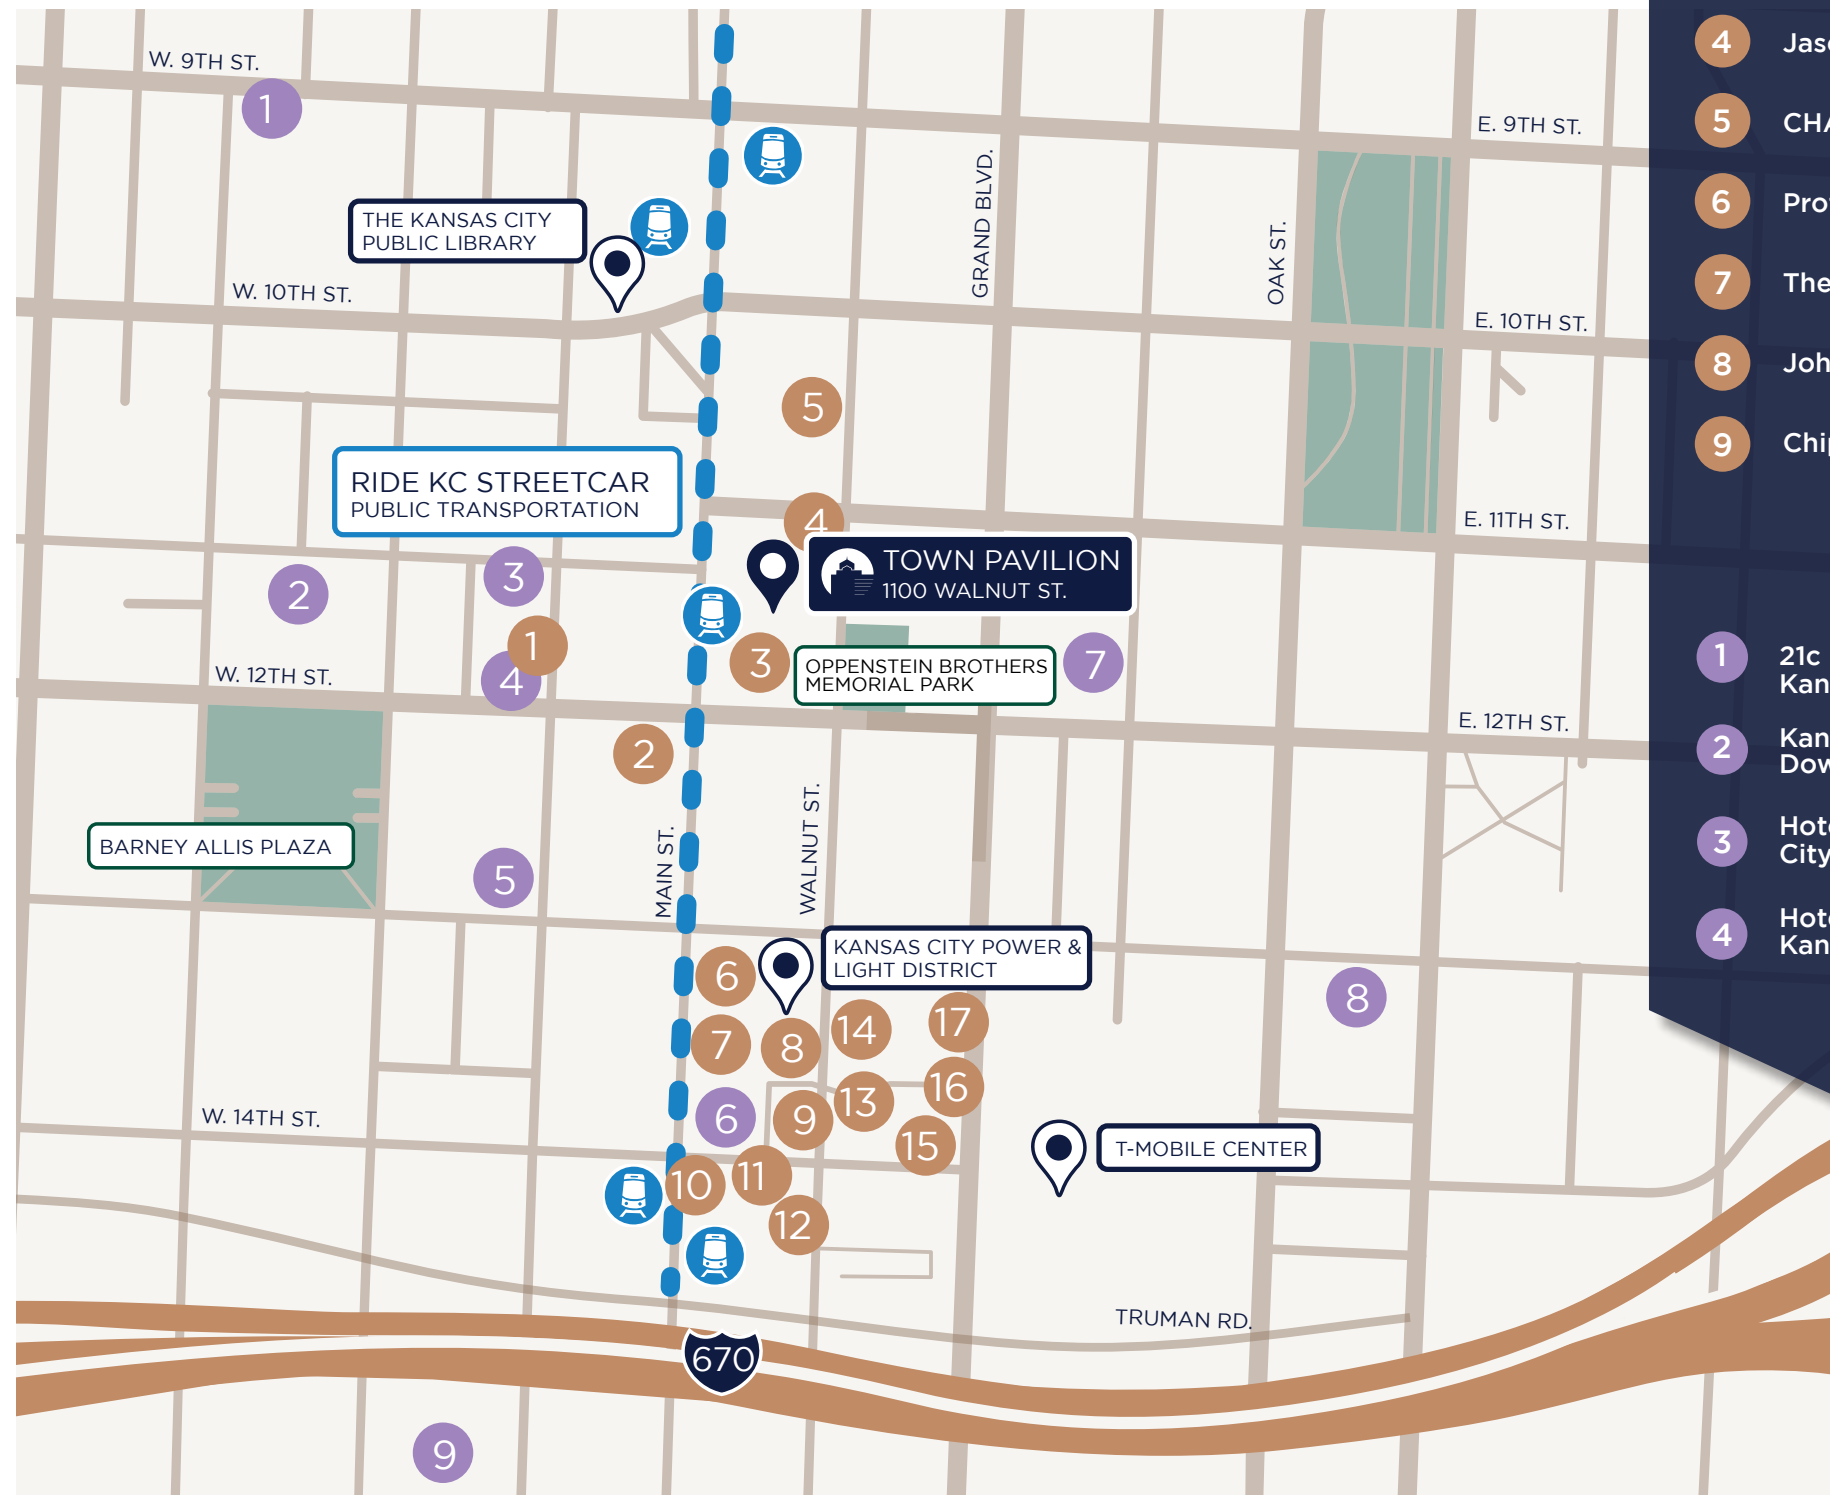 W. 9TH ST.
1
E. 9TH ST.
THE KANSAS CITY
PUBLIC LIBRARY
GRAND BLVD.
OAK ST.
W. 10TH ST.
E. 10TH ST.
5
RIDE KC STREETCAR
PUBLIC TRANSPORTATION
4
E. 11TH ST.
TOWN PAVILION
1100 WALNUT ST.
2
3
1
4
3
OPPENSTEIN BROTHERS
MEMORIAL PARK
7
W. 12TH ST.
E. 12TH ST.
2
BARNEY ALLIS PLAZA
5
MAIN ST.
WALNUT ST.
KANSAS CITY POWER &
LIGHT DISTRICT
6
8
7
8
14
17
16
13
6
9
15
W. 14TH ST.
T-MOBILE CENTER
10
11
12
TRUMAN RD.
670
9
4
5
6
7
The
8
9
1
21c
2
3
City
4